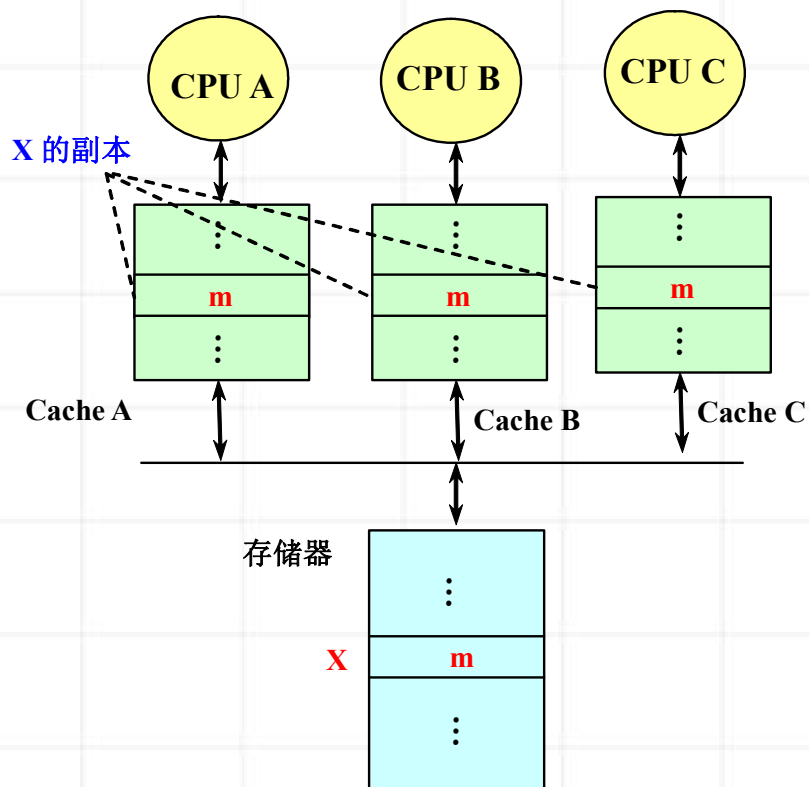 CPU A
CPU B
CPU C
X 的副本
⋮
⋮
⋮
m
m
m
⋮
⋮
⋮
Cache A
Cache B
Cache C
存储器
⋮
X
m
⋮